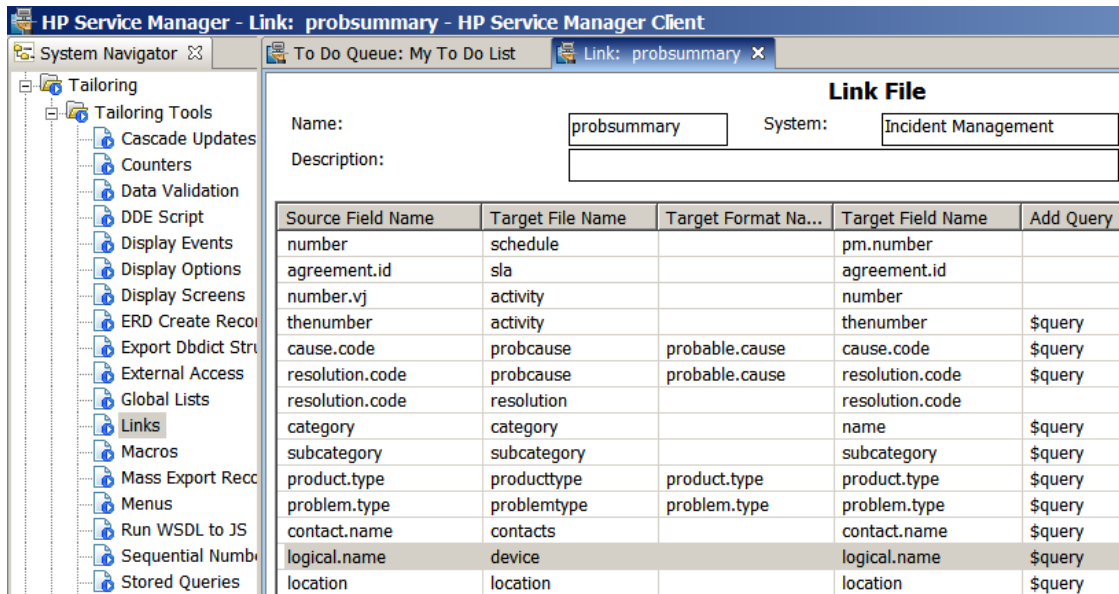 HP Service Manager - Link: probsummary - HP Service Manager Client
System Navigator
To Do Queue: My To Do List
Link: probsummary
Tailoring
Tailoring Tools
Cascade Updates
Counters
Data Validation
DDE Script
Display Events
Display Options
Display Screens
ERD Create Recor
Export Dbdict Stru
External Access
Global Lists
Links
Macros
Mass Export Reco
Menus
Run WSDL to JS
Sequential Numbe
Stored Queries
Link File
Name: probsummary System: Incident Management
Description:
Source Field Name Target File Name Target Format Na... Target Field Name Add Query
number schedule pm.number
agreement.id sla agreement.id
number.vj activity number
thenumber activity thenumber $query
cause.code probcause probable.cause cause.code $query
resolution.code probcause probable.cause resolution.code $query
resolution.code resolution resolution.code
category category name $query
subcategory subcategory subcategory $query
product.type producttype product.type product.type $query
problem.type problemtype problem.type problem.type $query
contact.name contacts contact.name $query
logical.name device logical.name $query
location location location $query